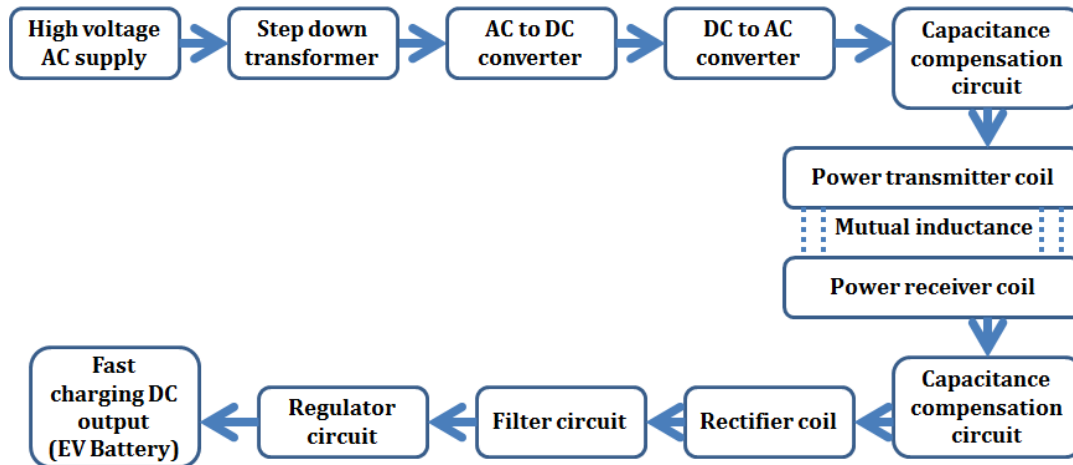 High voltage
AC supply
Step down
transformer
AC to DC
converter
DC to AC
converter
Capacitance
compensation
circuit
Power transmitter coil
Mutual inductance
Power receiver coil
Capacitance
compensation
circuit
Rectifier coil
Filter circuit
Regulator
circuit
Fast
charging DC
output
(EV Battery)